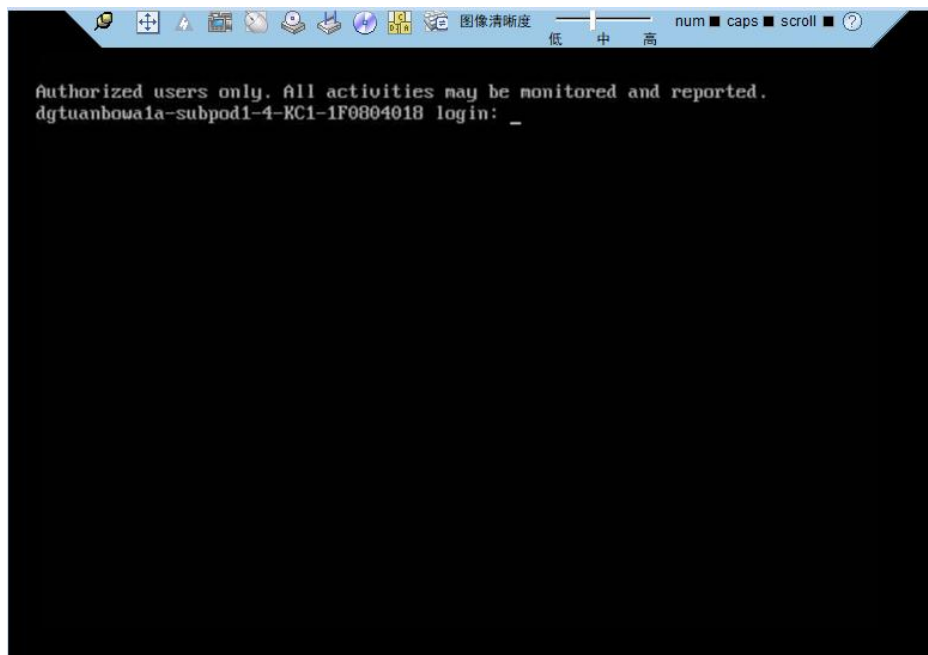 图像清晰度
低 中 高
num caps scroll ?
Authorized users only. All activities may be monitored and reported.
dgtuanbowa1a-subpod1-4-KC1-1F0804018 login: _